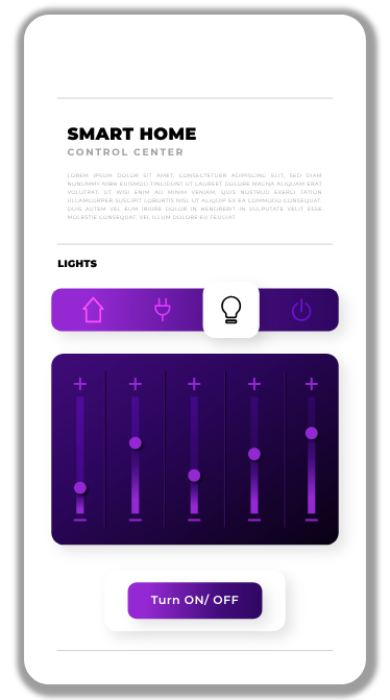 SMART HOME
CONTROL CENTER
LOREM IPSUM DOLOR SIT AMET, CONSECTETUER ADIPISCING ELIT, SED DIAM
NONUMMY NIBH EUISMOD TINCIDUNT UT LAOREET DOLORE MAGNA ALIQUAM ERAT
VOLUTPAT. UT WISI ENIM AD MINIM VENIAM, QUIS NOSTRUD EXERCI TATION
ULLAMCORPER SUSCIPIT LOBORTIS NISL UT ALIQUIP EX EA COMMODO CONSEQUAT.
DUIS AUTEM VEL EUM IRIURE DOLOR IN HENDRERIT IN VULPUTATE VELIT ESSE
MOLESTIE CONSEQUAT, VEL ILLUM DOLORE EU FEUGIAT
LIGHTS
Turn ON/ OFF